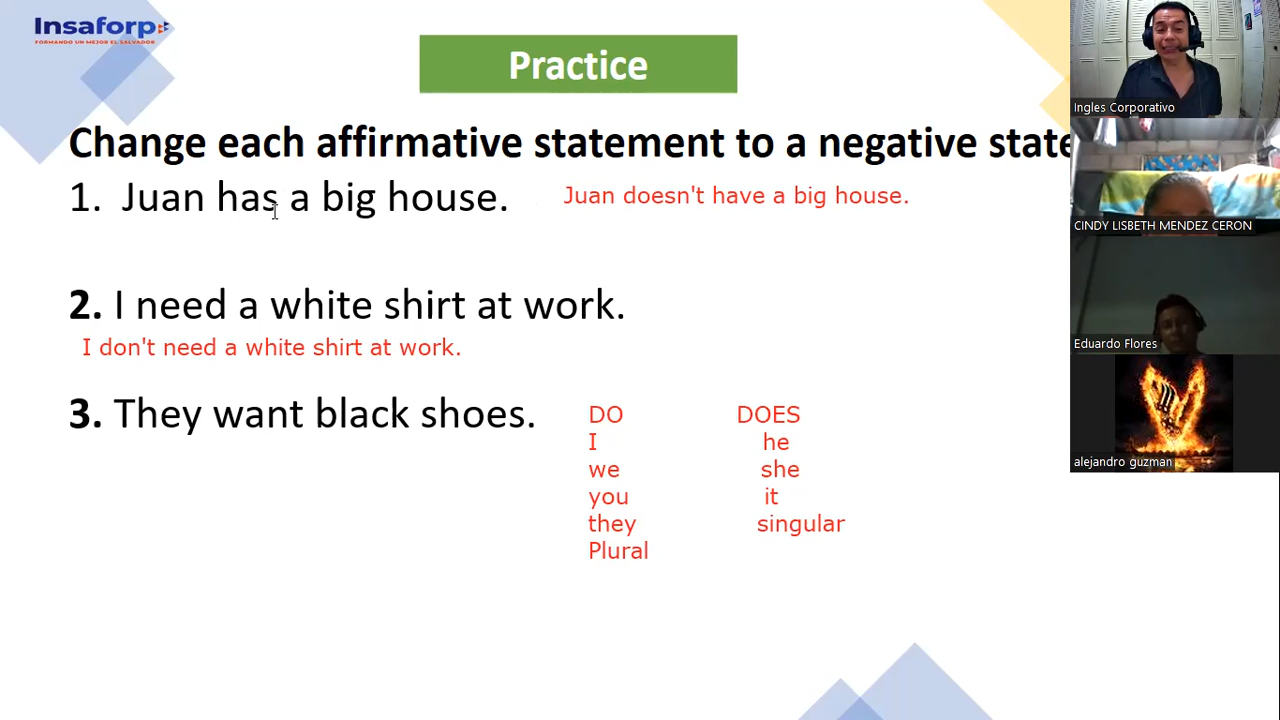 Insaforp
FORMANDO UN MEJOR EL SALVADOR
Practice
Change each affirmative statement to a negative state
1. Juan has a big house.
Juan doesn't have a big house.
2. I need a white shirt at work.
I don't need a white shirt at work.
3. They want black shoes.
DO DOES
I he
we she
you it
they singular
Plural
Ingles Corporativo
CINDY LISBETH MENDEZ CERON
Eduardo Flores
alejandro guzman